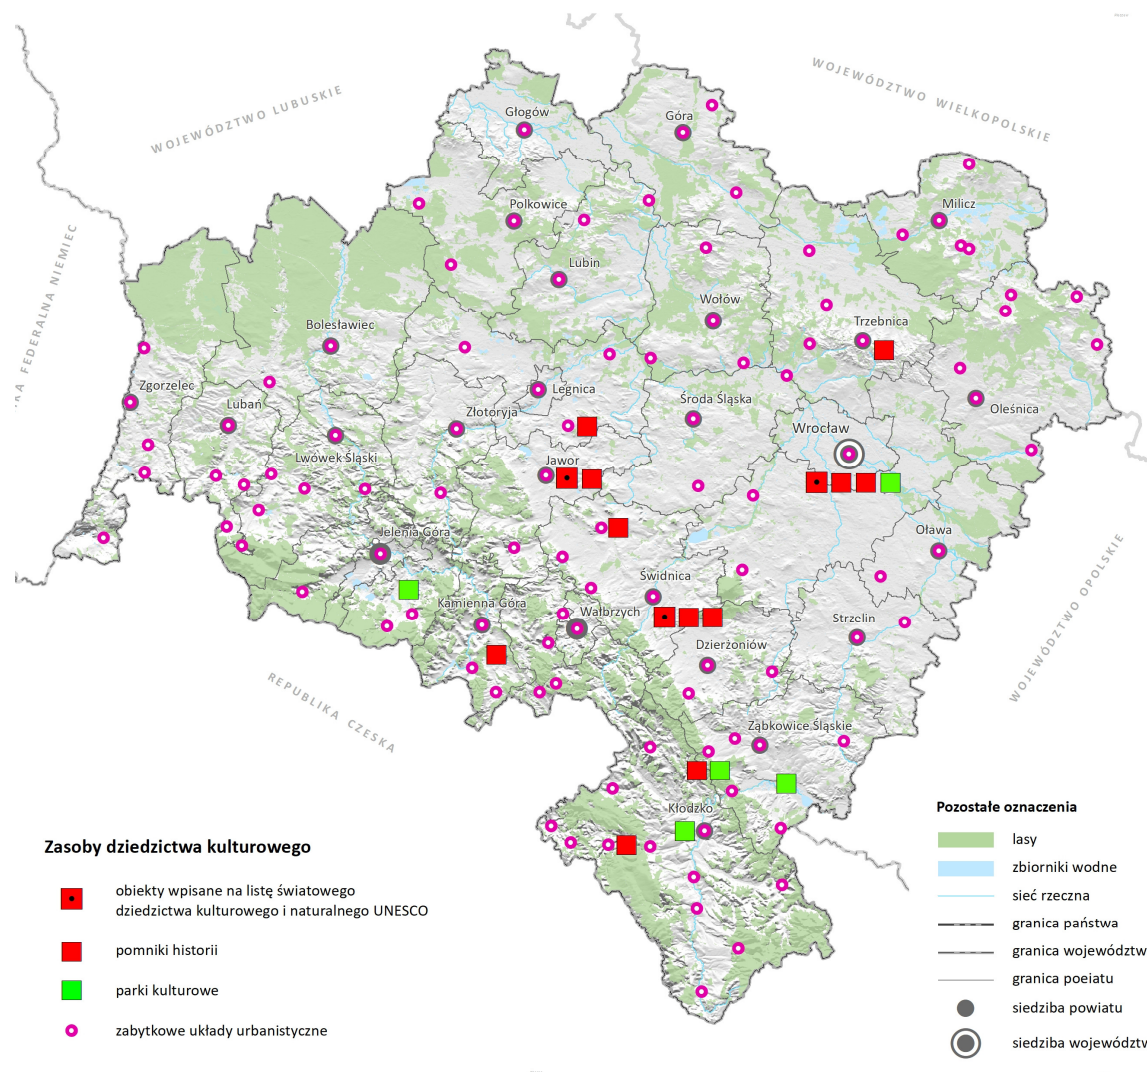 WOJEWÓDZTWO LUBUSKIE
WOJEWÓDZTWO WIELKOPOLSKIE
KA FEDERALNA NIEMIEC
REPUBLIKA CZESKA
WOJEWÓDZTWO OPOLSKIE
Głogów
Góra
Polkowice
Milicz
Lubin
Wołów
Bolesławiec
Trzebnica
Zgorzelec
Legnica
Środa Śląska
Oleśnica
Lubań
Złotoryja
Wrocław
Lwówek Śląski
Jawor
Jelenia Góra
Oława
Świdnica
Kamienna Góra
Wałbrzych
Strzelin
Dzierżoniów
Ząbkowice Śląskie
Kłodzko
Zasoby dziedzictwa kulturowego
obiekty wpisane na listę światowego
dziedzictwa kulturowego i naturalnego UNESCO
pomniki historii
parki kulturowe
zabytkowe układy urbanistyczne
Pozostałe oznaczenia
lasy
zbiorniki wodne
sieć rzeczna
granica państwa
granica województw
granica poeiatu
siedziba powiatu
siedziba województw